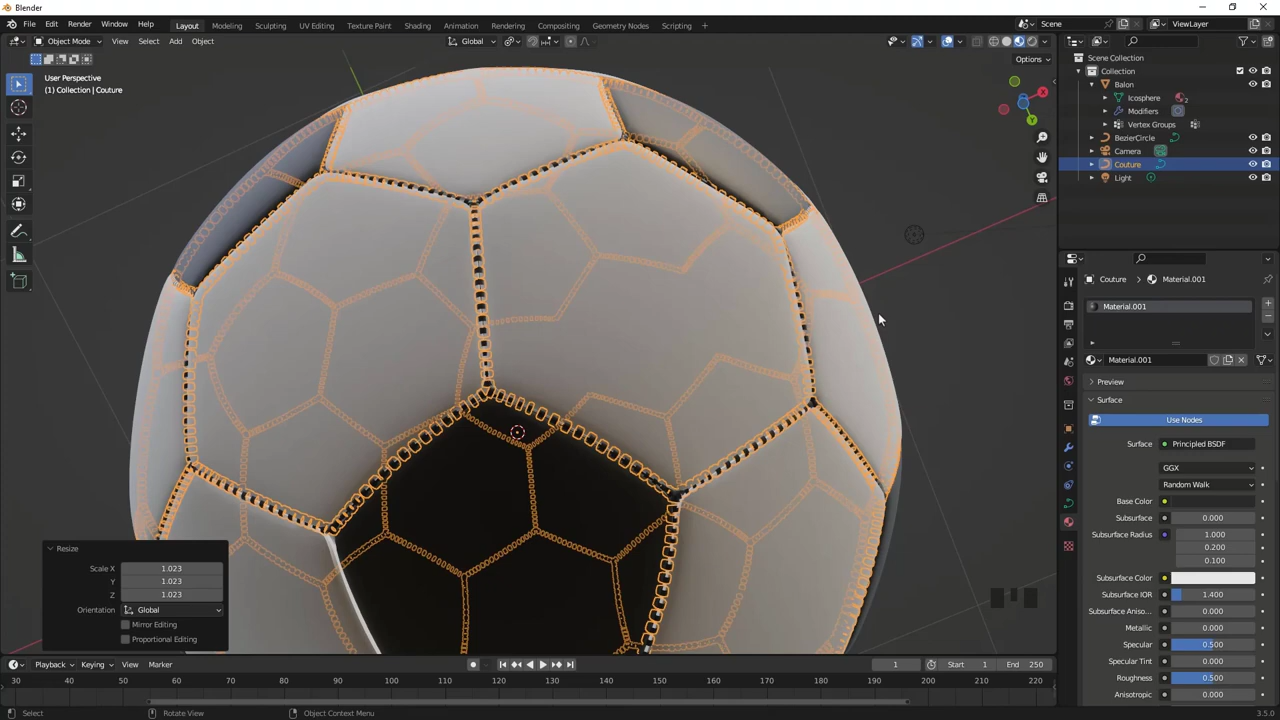 Blender
File Edit Render Window Help
Layout Modeling Sculpting UV Editing Texture Paint Shading Animation Rendering Compositing Geometry Nodes Scripting +
Scene
ViewLayer
Object Mode View Select Add Object
Global
Options
User Perspective
(1) Collection | Couture
X
Y
Scene Collection
Collection
Balon
Icosphere 2
Modifiers
Vertex Groups
BezierCircle
Camera
Couture
Light
Couture > Material.001
Material.001
Material.001
Preview
Surface
Use Nodes
Surface Principled BSDF
GGX
Random Walk
Base Color
Subsurface 0.000
Subsurface Radius 1.000
0.200
0.100
Subsurface Color
Subsurface IOR 1.400
Subsurface Aniso... 0.000
Metallic 0.000
Specular 0.500
Specular Tint 0.000
Roughness 0.500
Anisotropic 0.000
Resize
Scale X 1.023
Y 1.023
Z 1.023
Orientation Global
Mirror Editing
Proportional Editing
Playback Keying View Marker
1 Start 1 End 250
30 40 50 60 70 80 90 100 110 120 130 140 150 160 170 180 190 200 210 220
Select Rotate View Object Context Menu 3.5.0